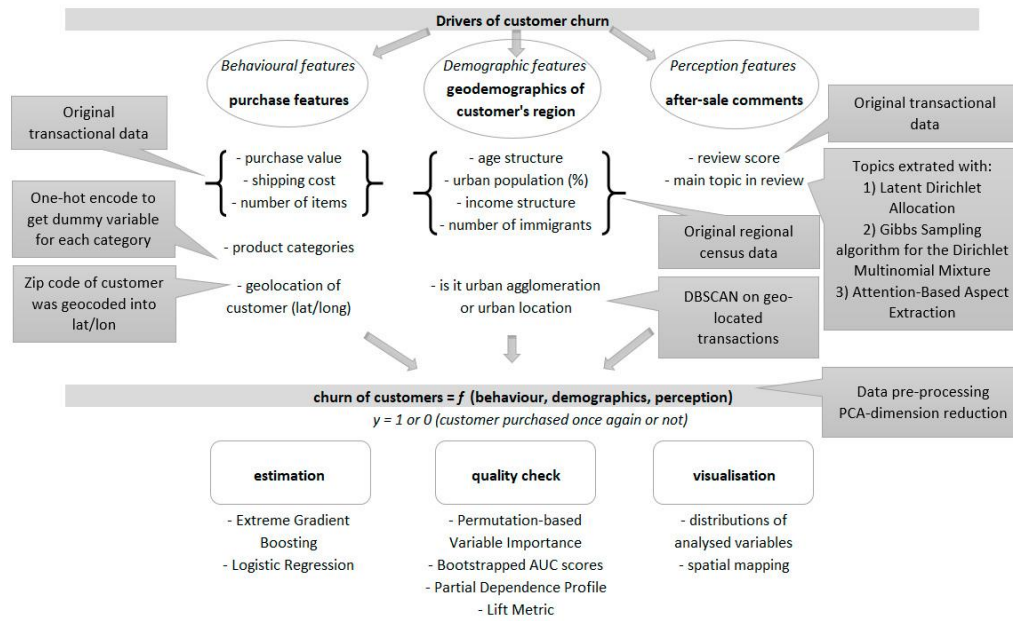 Drivers of customer churn
Behavioural features
purchase features
Demographic features
geodemographics of
customer's region
Perception features
after-sale comments
Original
transactional data
- purchase value
- shipping cost
- number of items
One-hot encode to
get dummy variable
for each category
- product categories
Zip code of customer
was geocoded into
lat/lon
- geolocation of
customer (lat/long)
- age structure
- urban population (%)
- income structure
- number of immigrants
Original regional
census data
- is it urban agglomeration
or urban location
DBSCAN on geo-
located
transactions
- review score
- main topic in review
Original transactional
data
Topics extrated with:
1) Latent Dirichlet
Allocation
2) Gibbs Sampling
algorithm for the Dirichlet
Multinomial Mixture
3) Attention-Based Aspect
Extraction
churn of customers = f (behaviour, demographics, perception)
y = 1 or 0 (customer purchased once again or not)
Data pre-processing
PCA-dimension reduction
estimation
- Extreme Gradient
Boosting
- Logistic Regression
quality check
- Permutation-based
Variable Importance
- Bootstrapped AUC scores
- Partial Dependence Profile
- Lift Metric
visualisation
- distributions of
analysed variables
- spatial mapping